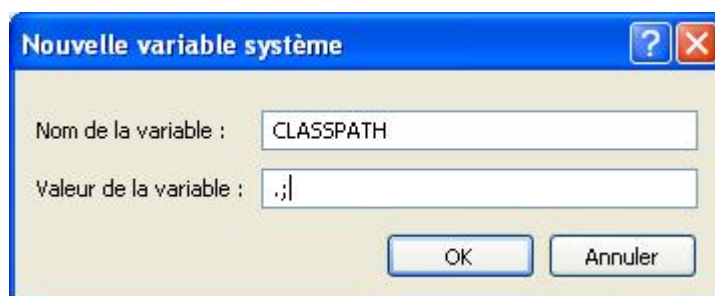 Nouvelle variable système
Nom de la variable : CLASSPATH
Valeur de la variable : .;
OK Annuler